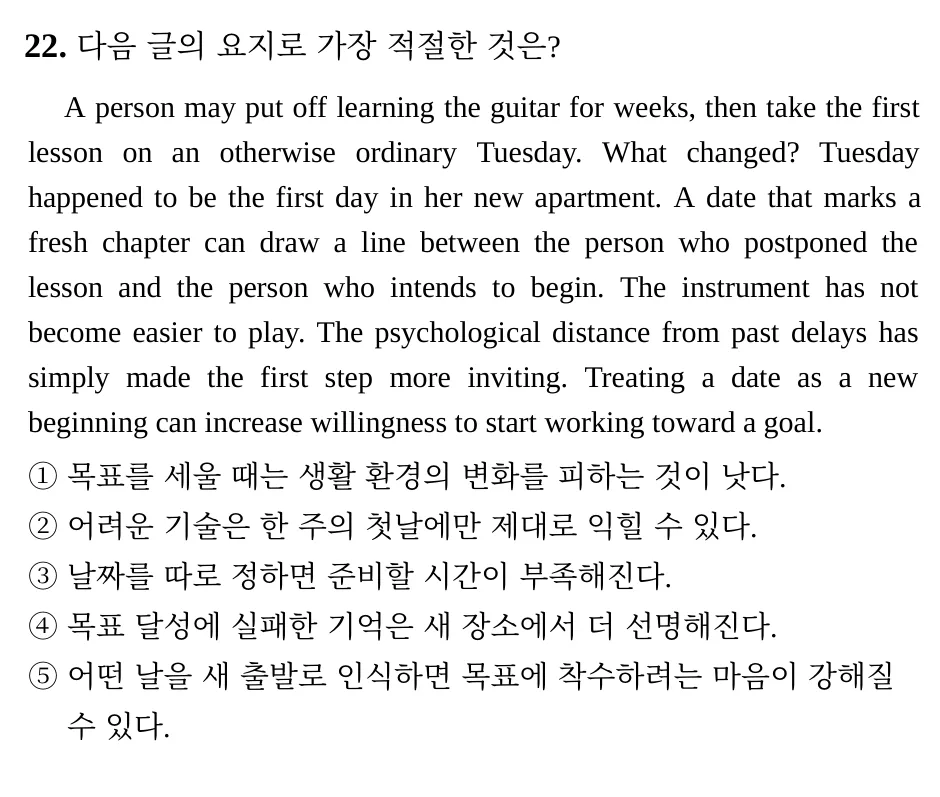 22. 다음 글의 요지로 가장 적절한 것은?
A person may put off learning the guitar for weeks, then take the first
lesson on an otherwise ordinary Tuesday. What changed? Tuesday
happened to be the first day in her new apartment. A date that marks a
fresh chapter can draw a line between the person who postponed the
lesson and the person who intends to begin. The instrument has not
become easier to play. The psychological distance from past delays has
simply made the first step more inviting. Treating a date as a new
beginning can increase willingness to start working toward a goal.
① 목표를 세울 때는 생활 환경의 변화를 피하는 것이 낫다.
② 어려운 기술은 한 주의 첫날에만 제대로 익힐 수 있다.
③ 날짜를 따로 정하면 준비할 시간이 부족해진다.
④ 목표 달성에 실패한 기억은 새 장소에서 더 선명해진다.
⑤ 어떤 날을 새 출발로 인식하면 목표에 착수하려는 마음이 강해질
수 있다.